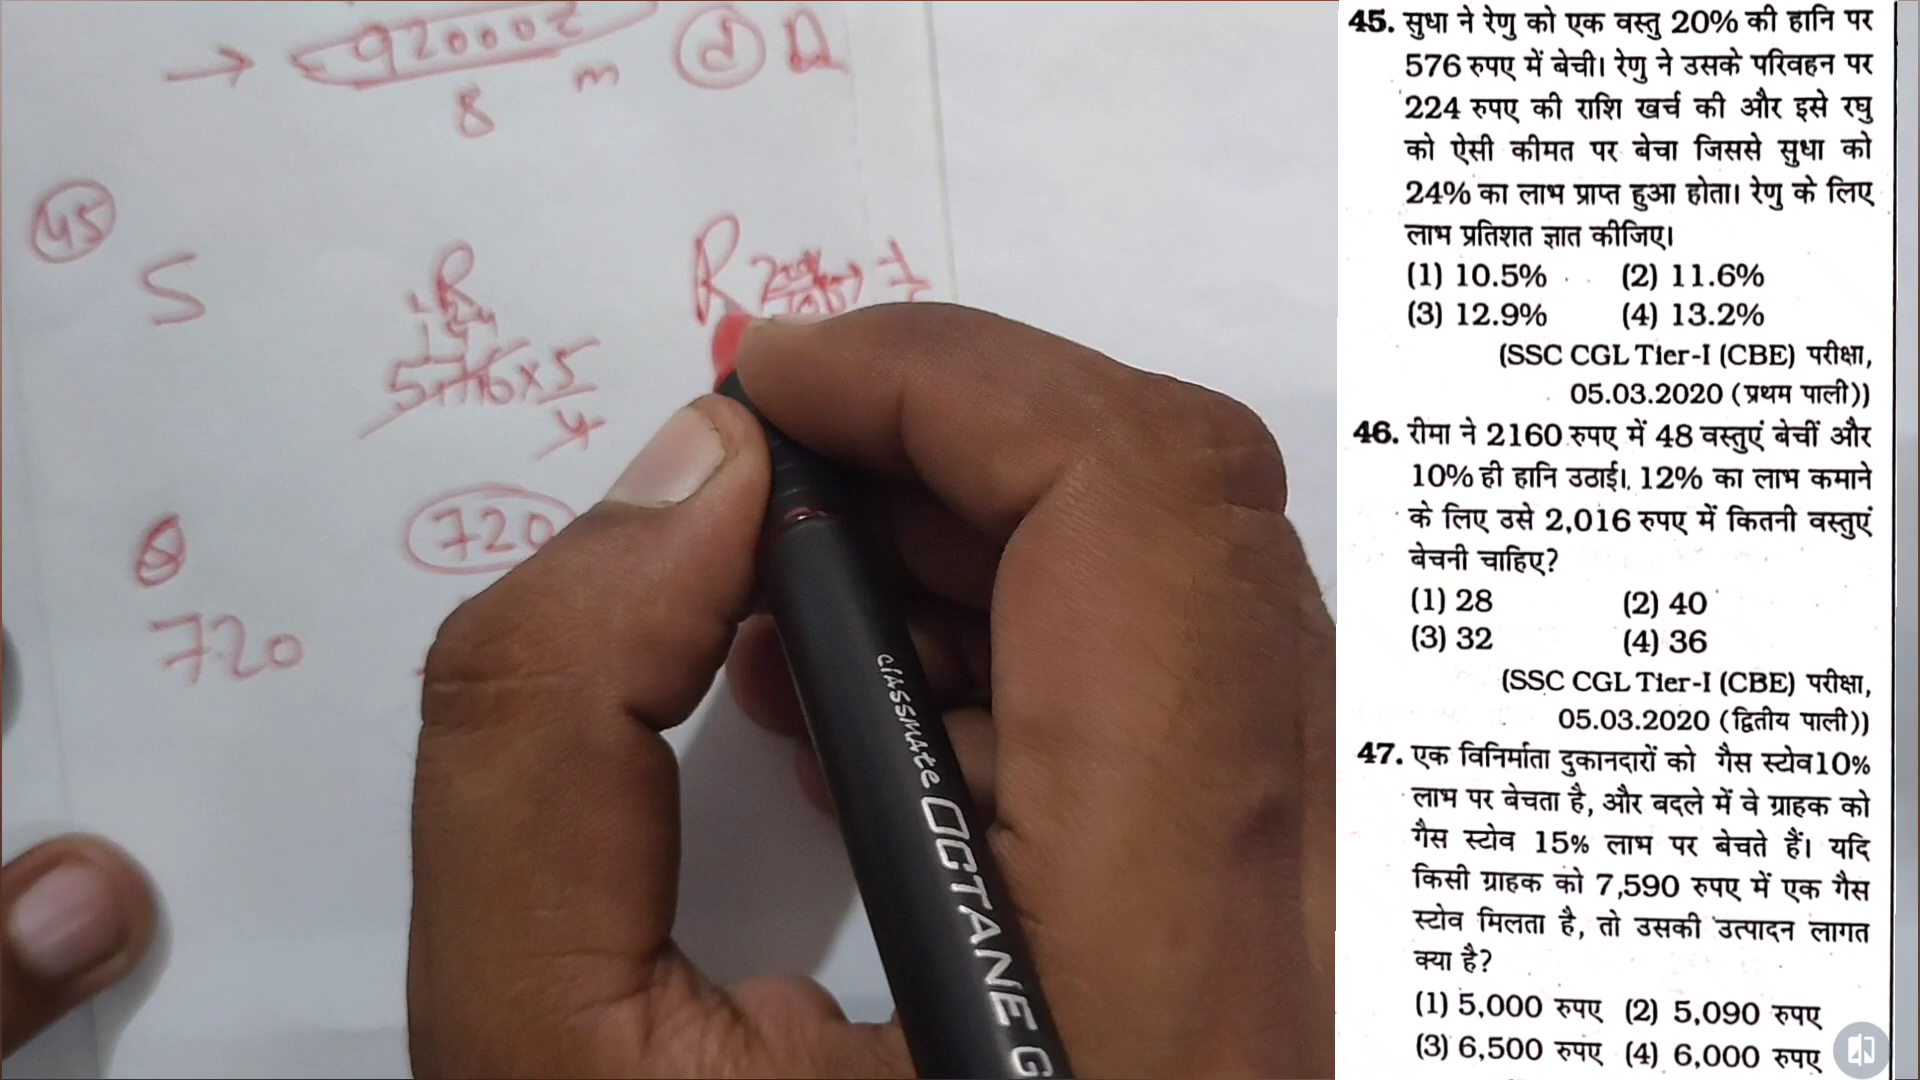 92000
8
m
d
45
S
R
R
576×5
4
720
720
CLASSMATE OCTANE G
45. सुधा ने रेणु को एक वस्तु 20% की हानि पर
576 रुपए में बेची। रेणु ने उसके परिवहन पर
224 रुपए की राशि खर्च की और इसे रघु
को ऐसी कीमत पर बेचा जिससे सुधा को
24% का लाभ प्राप्त हुआ होता। रेणु के लिए
लाभ प्रतिशत ज्ञात कीजिए।
(1) 10.5% (2) 11.6%
(3) 12.9% (4) 13.2%
(SSC CGL Tier-I (CBE) परीक्षा,
05.03.2020 (प्रथम पाली))
46. रीमा ने 2160 रुपए में 48 वस्तुएं बेचीं और
10% ही हानि उठाई। 12% का लाभ कमाने
के लिए उसे 2,016 रुपए में कितनी वस्तुएं
बेचनी चाहिए?
(1) 28 (2) 40
(3) 32 (4) 36
(SSC CGL Tier-I (CBE) परीक्षा,
05.03.2020 (द्वितीय पाली))
47. एक विनिर्माता दुकानदारों को गैस स्टोव 10%
लाभ पर बेचता है, और बदले में वे ग्राहक को
गैस स्टोव 15% लाभ पर बेचते हैं। यदि
किसी ग्राहक को 7,590 रुपए में एक गैस
स्टोव मिलता है, तो उसकी उत्पादन लागत
क्या है?
(1) 5,000 रुपए (2) 5,090 रुपए
(3) 6,500 रुपए (4) 6,000 रुपए